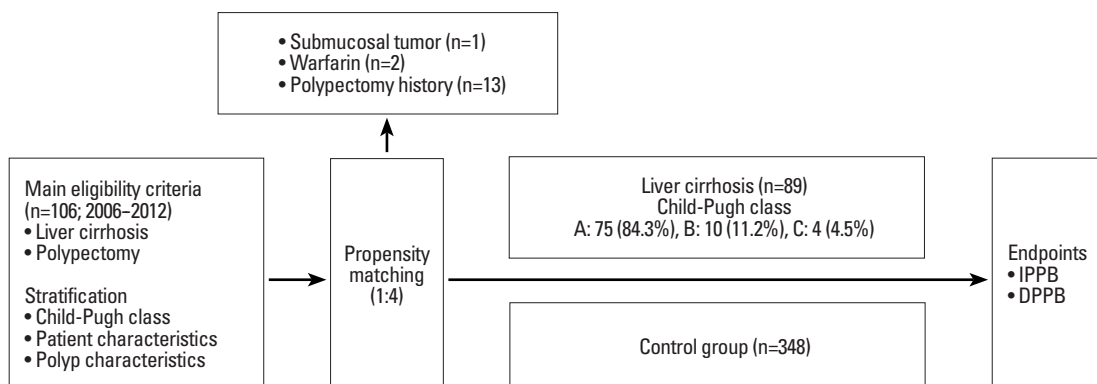 • Submucosal tumor (n=1)
• Warfarin (n=2)
• Polypectomy history (n=13)
Main eligibility criteria
(n=106; 2006–2012)
• Liver cirrhosis
• Polypectomy
Stratification
• Child-Pugh class
• Patient characteristics
• Polyp characteristics
Propensity
matching
(1:4)
Liver cirrhosis (n=89)
Child-Pugh class
A: 75 (84.3%), B: 10 (11.2%), C: 4 (4.5%)
Control group (n=348)
Endpoints
• IPPB
• DPPB